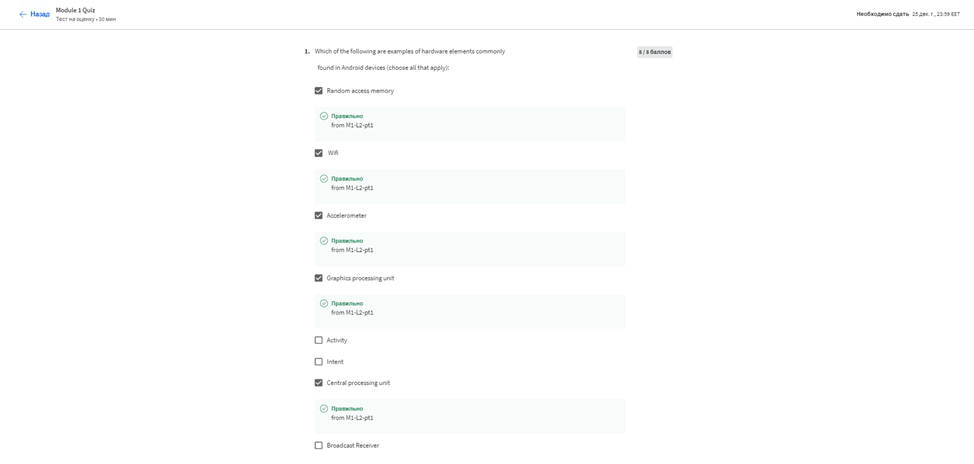 Назад
Module 1 Quiz
Тест на оценку • 30 мин
Необходимо сдать 25 дек. г., 23:59 EET
1. Which of the following are examples of hardware elements commonly
found in Android devices (choose all that apply):
8 / 8 баллов
Random access memory
Правильно
from M1-L2-pt1
Wifi
Правильно
from M1-L2-pt1
Accelerometer
Правильно
from M1-L2-pt1
Graphics processing unit
Правильно
from M1-L2-pt1
Activity
Intent
Central processing unit
Правильно
from M1-L2-pt1
Broadcast Receiver